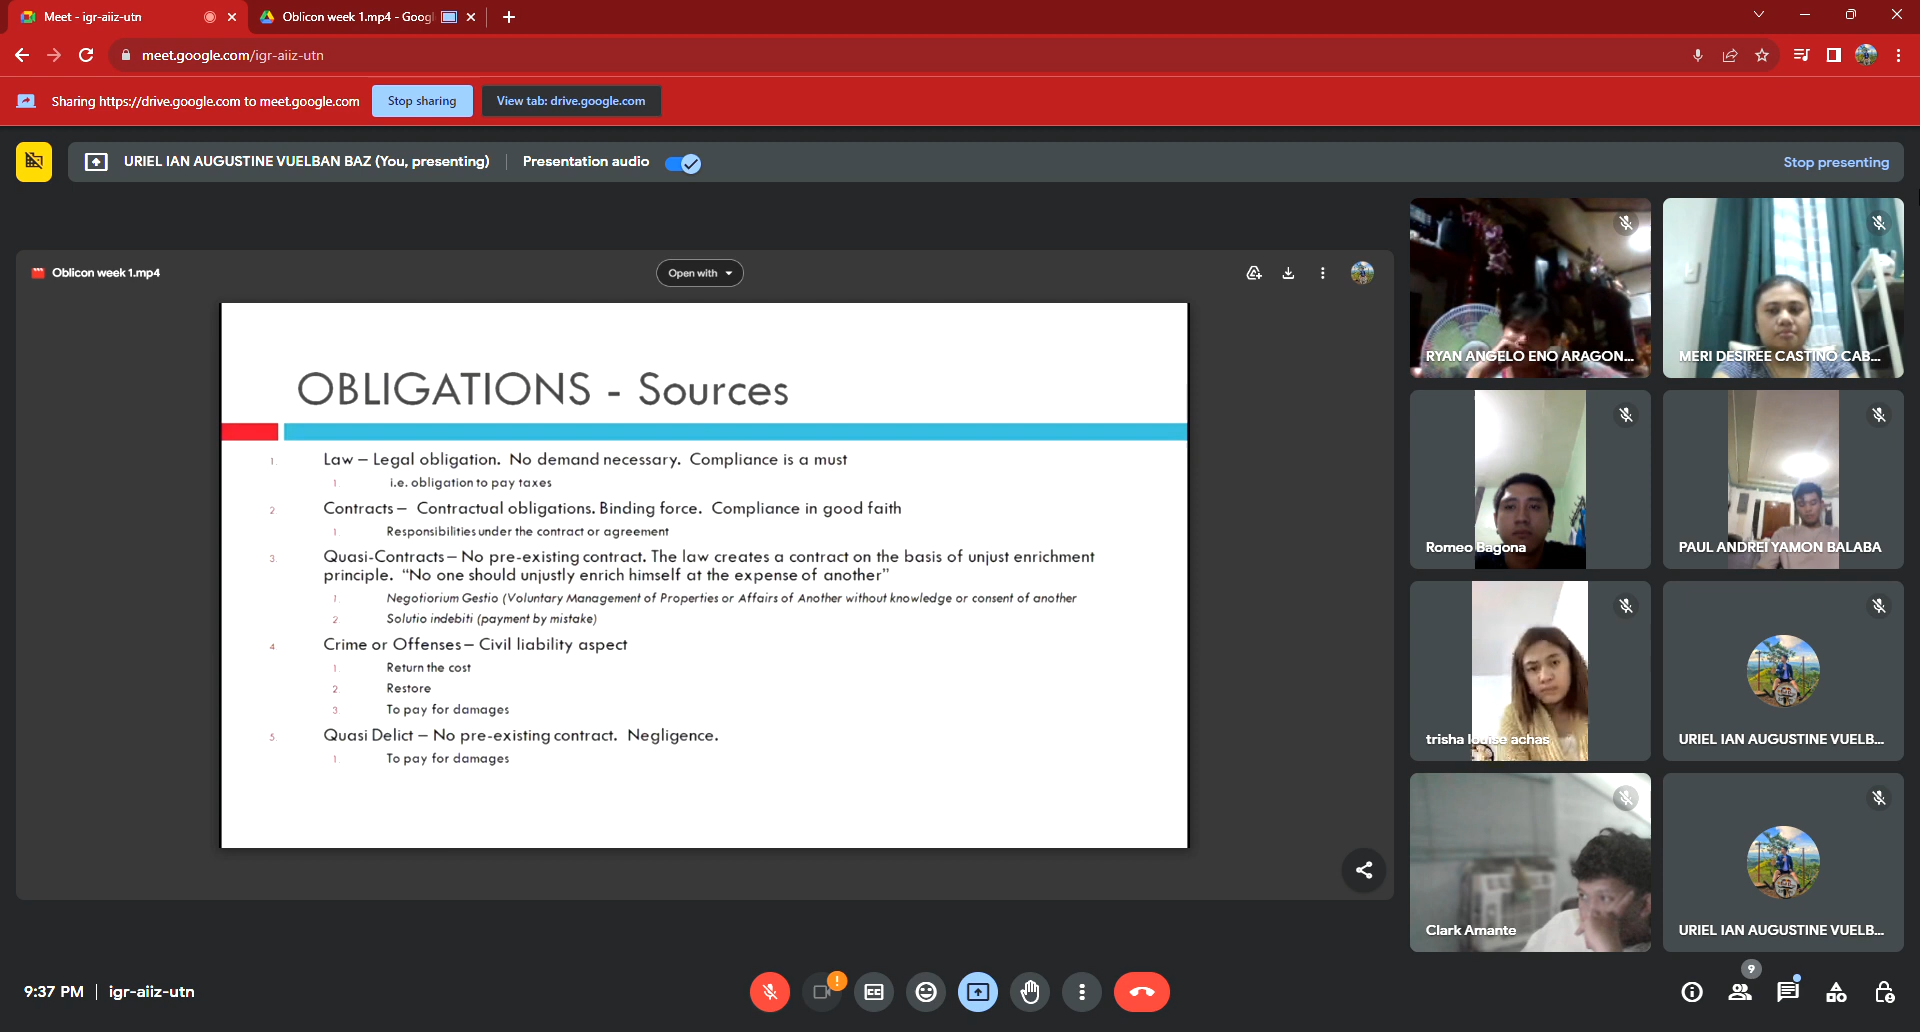 Meet - igr-aiiz-utn
Oblicon week 1.mp4 - Googl
meet.google.com/igr-aiiz-utn
Sharing https://drive.google.com to meet.google.com
Stop sharing
View tab: drive.google.com
URIEL IAN AUGUSTINE VUELBAN BAZ (You, presenting)
Presentation audio
Stop presenting
Oblicon week 1.mp4
Open with
OBLIGATIONS - Sources
1. Law – Legal obligation. No demand necessary. Compliance is a must
1. i.e. obligation to pay taxes
2. Contracts – Contractual obligations. Binding force. Compliance in good faith
1. Responsibilities under the contract or agreement
3. Quasi-Contracts – No pre-existing contract. The law creates a contract on the basis of unjust enrichment
principle. “No one should unjustly enrich himself at the expense of another”
1. Negotiorium Gestio (Voluntary Management of Properties or Affairs of Another without knowledge or consent of another
2. Solutio indebiti (payment by mistake)
4. Crime or Offenses – Civil liability aspect
1. Return the cost
2. Restore
3. To pay for damages
5. Quasi Delict – No pre-existing contract. Negligence.
1. To pay for damages
RYAN ANGELO ENO ARAGON...
MERI DESIREE CASTINO CAB...
Romeo Bagona
PAUL ANDREI YAMON BALABA
trisha louise achas
URIEL IAN AUGUSTINE VUELB...
Clark Amante
URIEL IAN AUGUSTINE VUELB...
9:37 PM | igr-aiiz-utn
!
CC
9